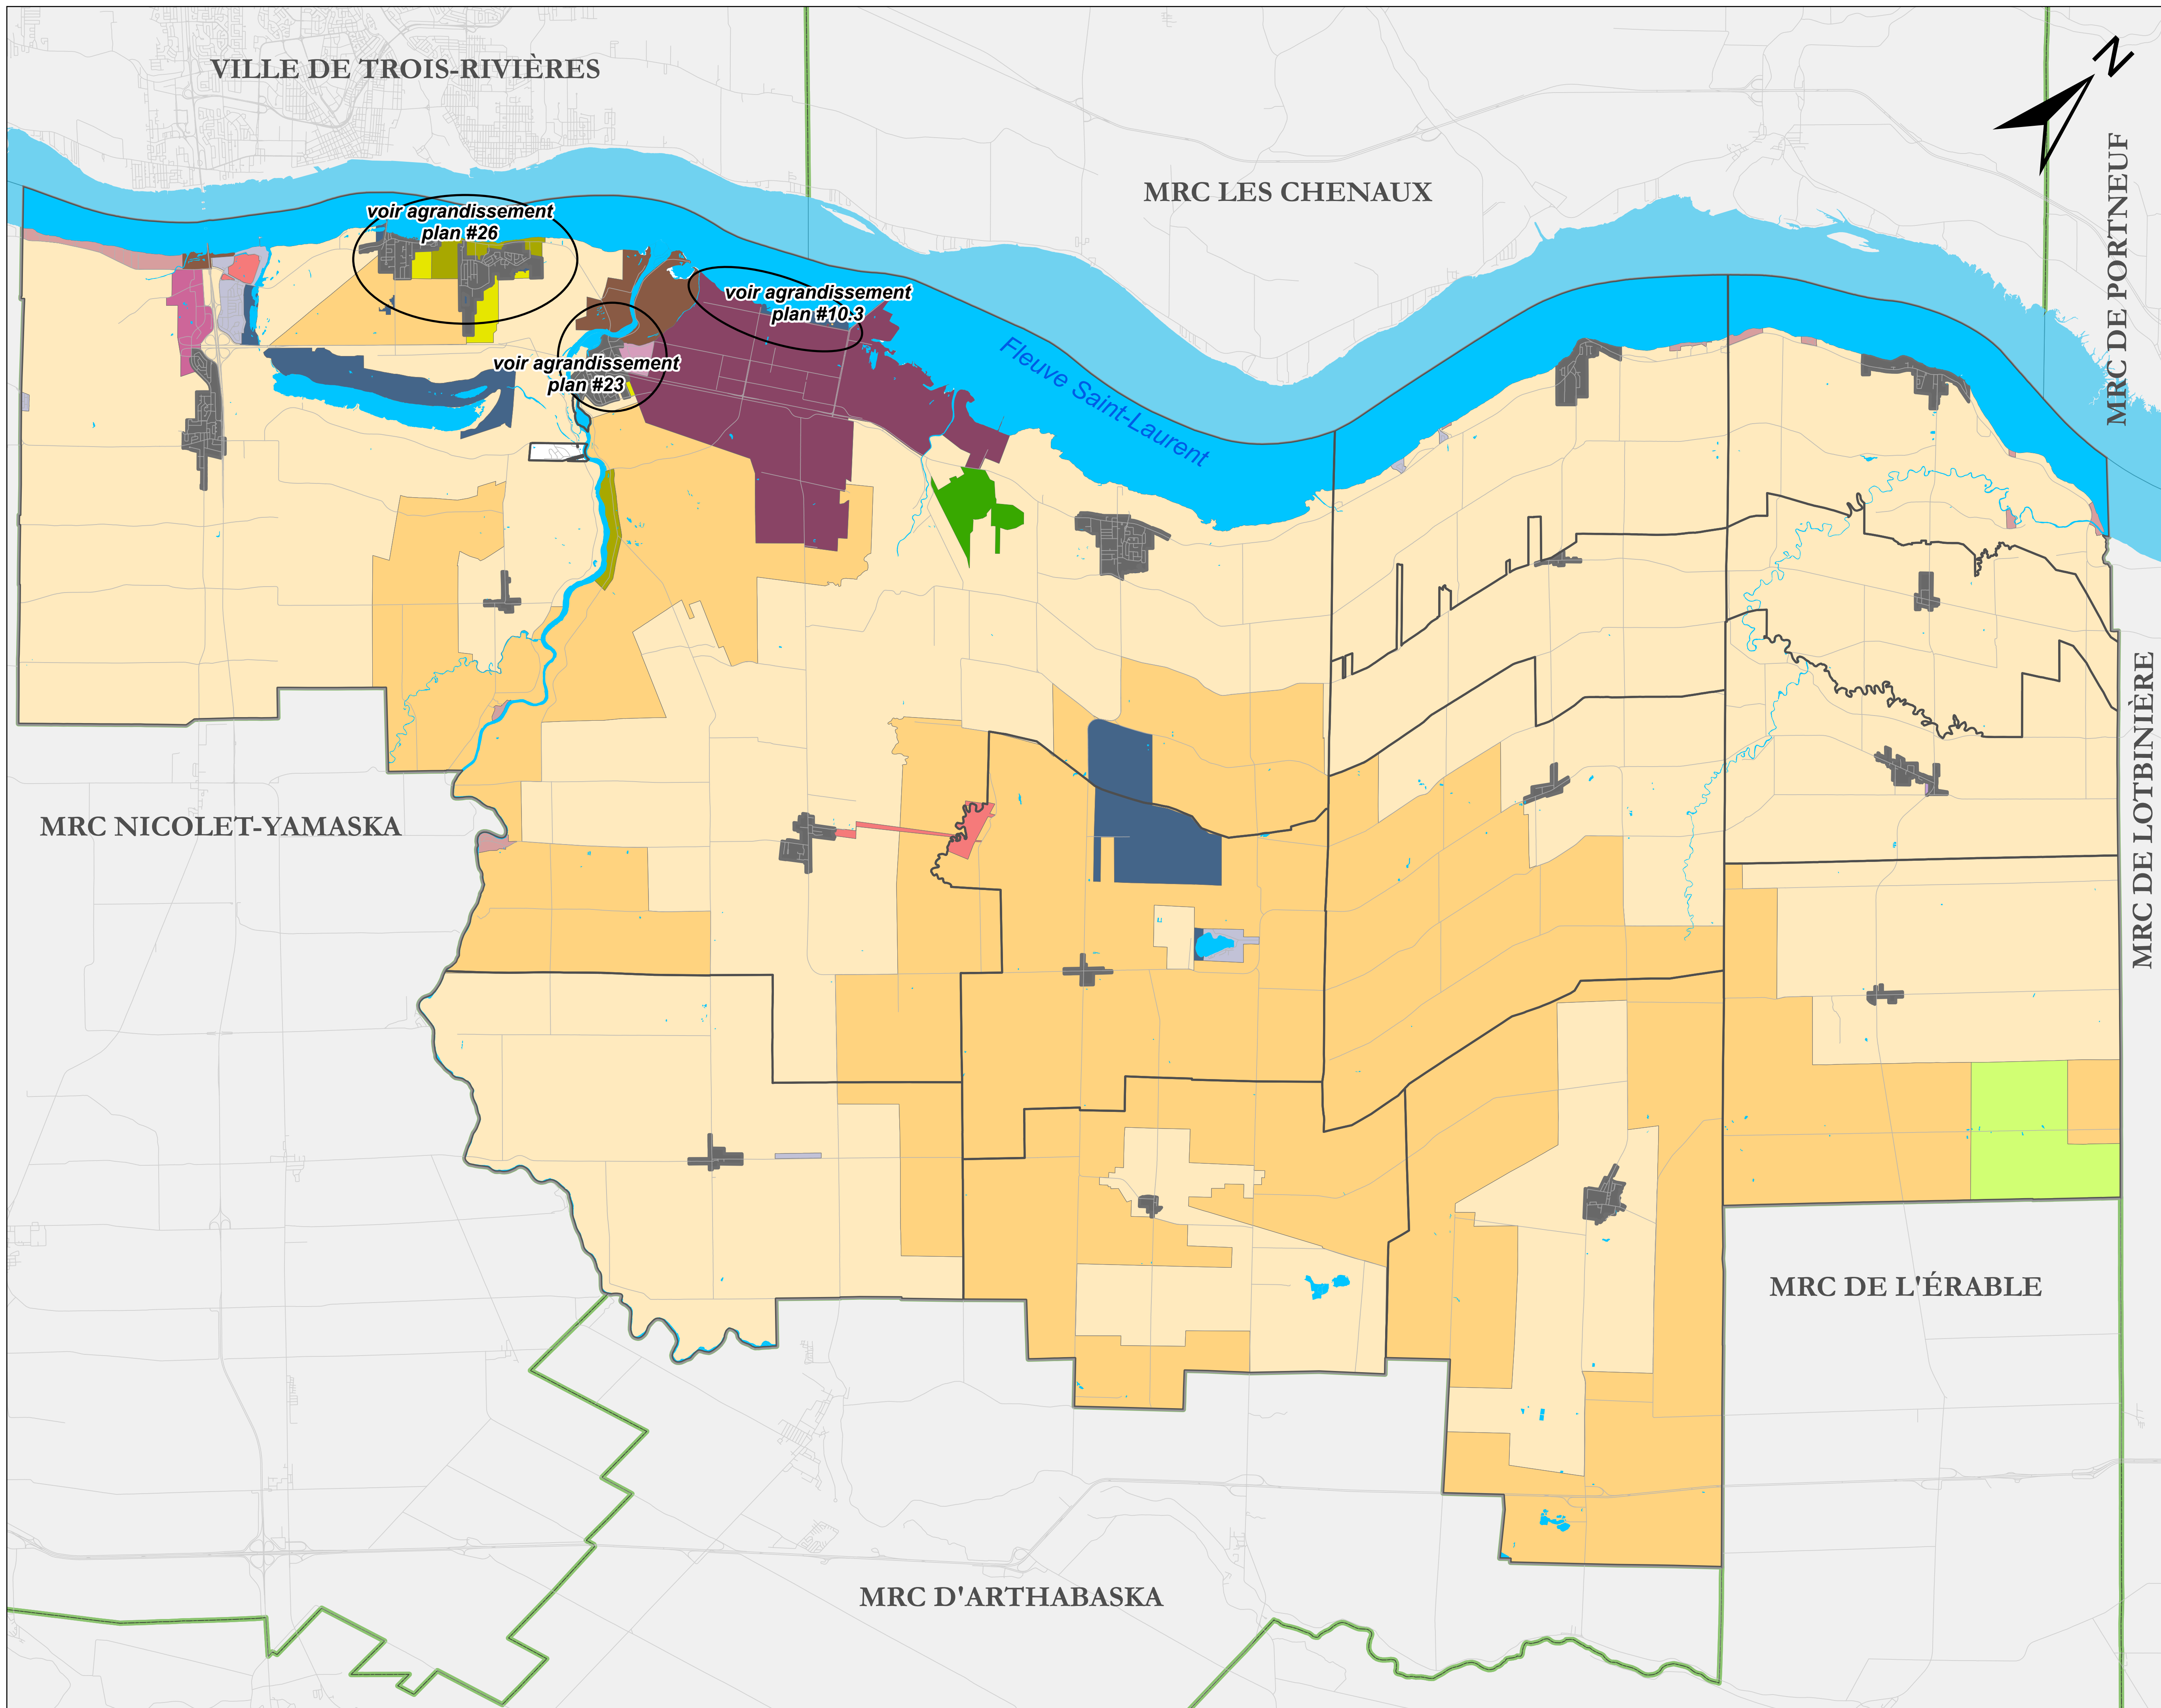 VILLE DE TROIS-RIVIÈRES
N
MRC DE PORTNEUF
MRC LES CHENAUX
voir agrandissement
plan #26
voir agrandissement
plan #10.3
voir agrandissement
plan #23
Fleuve Saint-Laurent
MRC DE LOTBINIÈRE
MRC NICOLET-YAMASKA
MRC DE L'ÉRABLE
MRC D'ARTHABASKA